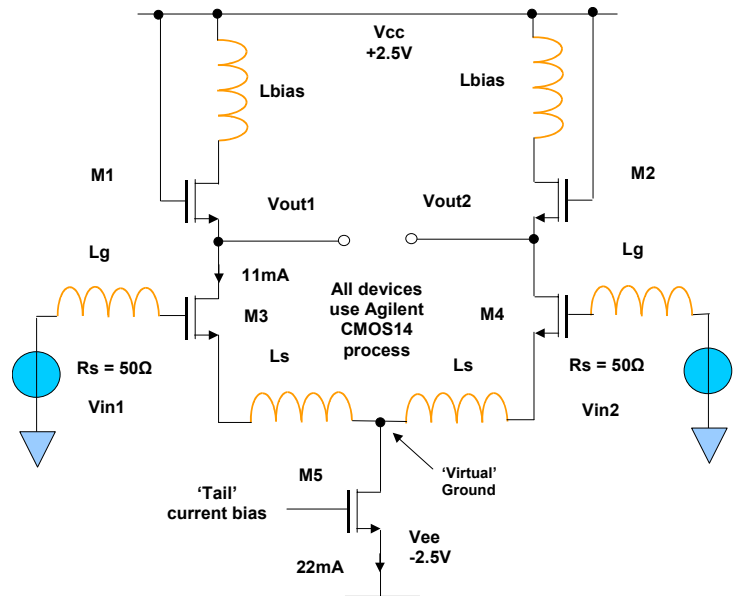 Vcc
+2.5V
Lbias
Lbias
M1
M2
Vout1
Vout2
Lg
Lg
11mA
All devices
use Agilent
CMOS14
process
M3
M4
Ls
Ls
Rs = 50Ω
Rs = 50Ω
Vin1
Vin2
M5
‘Virtual’
Ground
‘Tail’
current bias
Vee
-2.5V
22mA